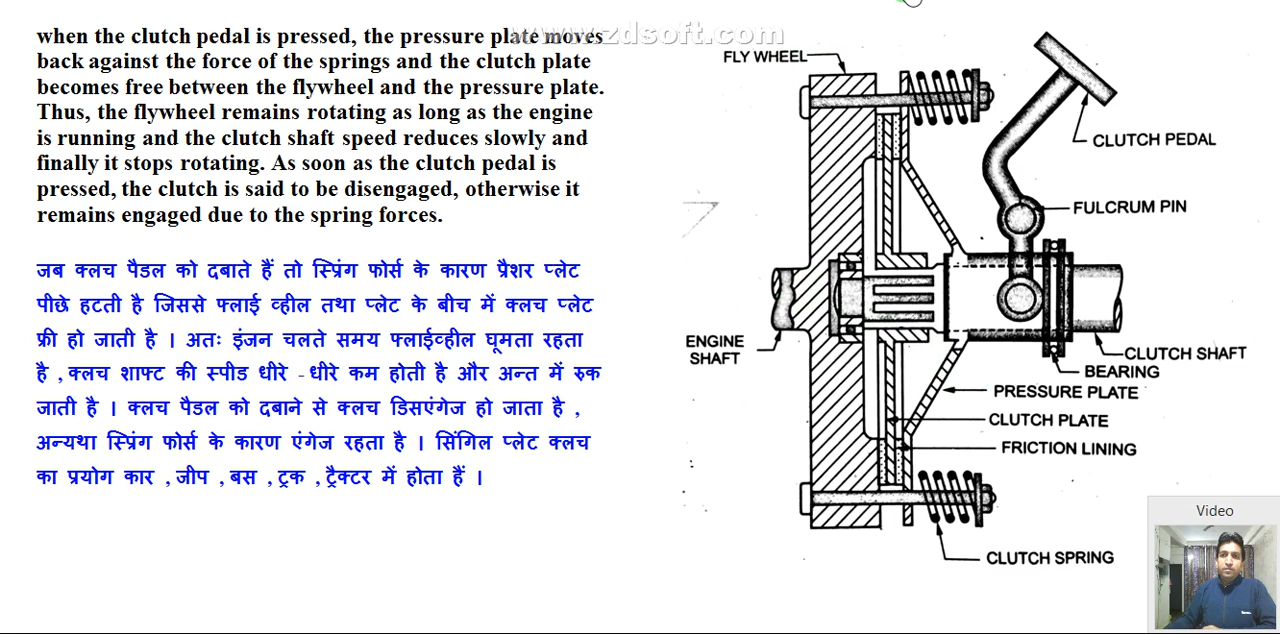 www.zdsoft.com
when the clutch pedal is pressed, the pressure plate moves
back against the force of the springs and the clutch plate
becomes free between the flywheel and the pressure plate.
Thus, the flywheel remains rotating as long as the engine
is running and the clutch shaft speed reduces slowly and
finally it stops rotating. As soon as the clutch pedal is
pressed, the clutch is said to be disengaged, otherwise it
remains engaged due to the spring forces.
जब क्लच पैडल को दबाते हैं तो स्प्रिंग फोर्स के कारण प्रैशर प्लेट
पीछे हटती है जिससे फ्लाई व्हील तथा प्लेट के बीच में क्लच प्लेट
फ्री हो जाती है । अतः इंजन चलते समय फ्लाईव्हील घूमता रहता
है , क्लच शाफ्ट की स्पीड धीरे - धीरे कम होती है और अन्त में रुक
जाती है । क्लच पैडल को दबाने से क्लच डिसएंगेज हो जाता है ,
अन्यथा स्प्रिंग फोर्स के कारण एंगेज रहता है । सिंगिल प्लेट क्लच
का प्रयोग कार , जीप , बस , ट्रक , ट्रैक्टर में होता हैं ।
FLY WHEEL
CLUTCH PEDAL
FULCRUM PIN
ENGINE
SHAFT
CLUTCH SHAFT
BEARING
PRESSURE PLATE
CLUTCH PLATE
FRICTION LINING
CLUTCH SPRING
Video